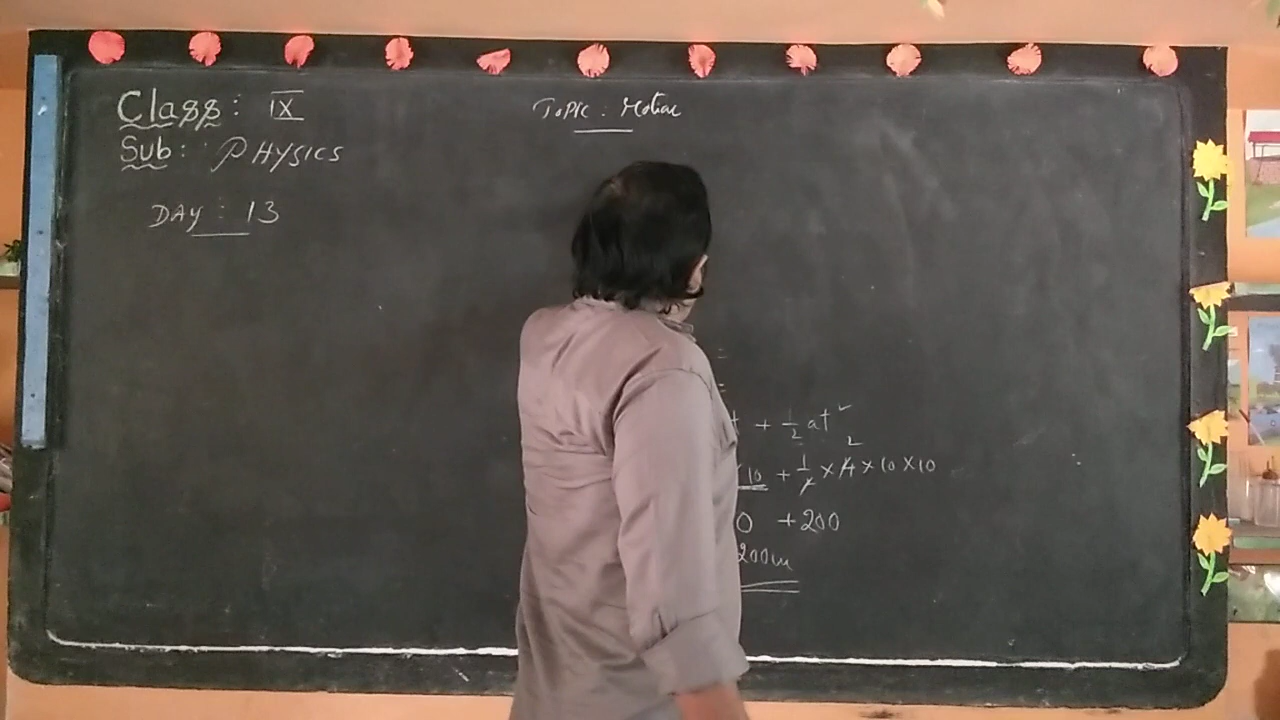 Class: IX
Sub: PHYSICS
DAY: 13
Topic: Motion
=
=
t + 1/2 at²
10 + 1/2 × 4 × 10 × 10
2
0 + 200
200m